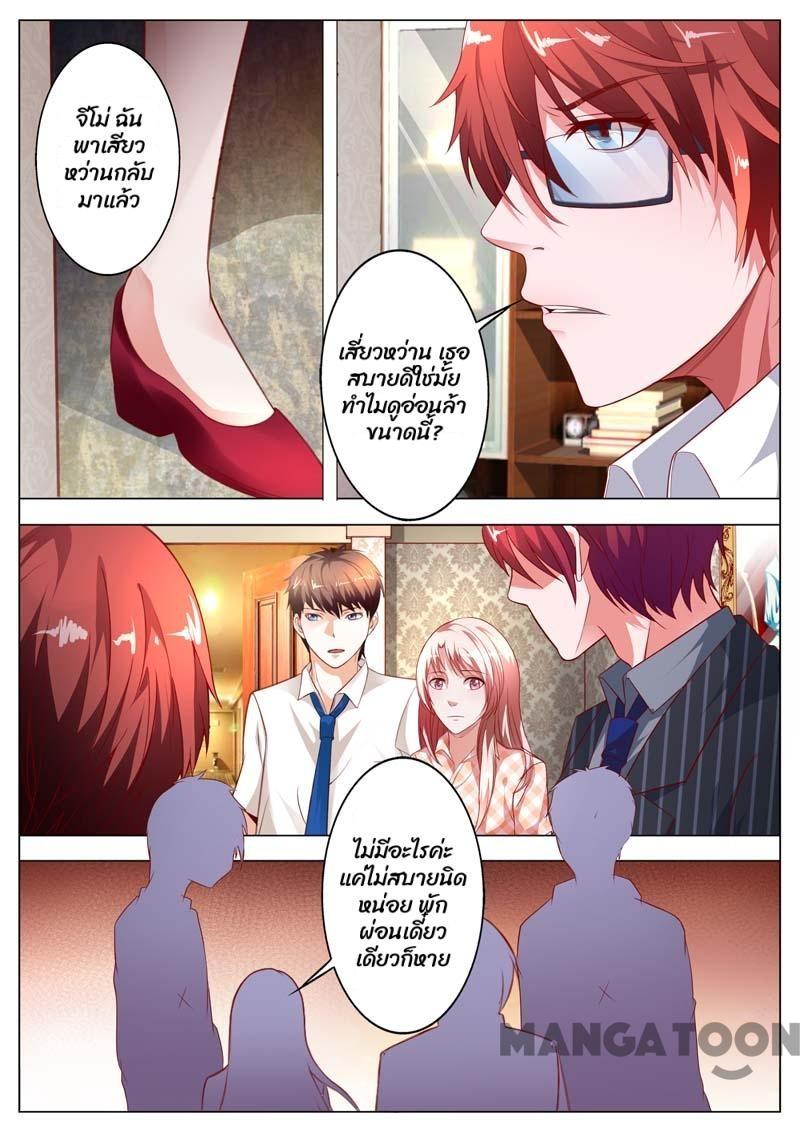 จีโม่ ฉัน
พาเสี่ยว
หว่านกลับ
มาแล้ว
เสี่ยวหว่าน เธอ
สบายดีใช่มั้ย
ทำไมดูอ่อนล้า
ขนาดนี้?
ไม่มีอะไรค่ะ
แค่ไม่สบายนิด
หน่อย พัก
ผ่อนเดี๋ยว
เดียวก็หาย
MANGATOON